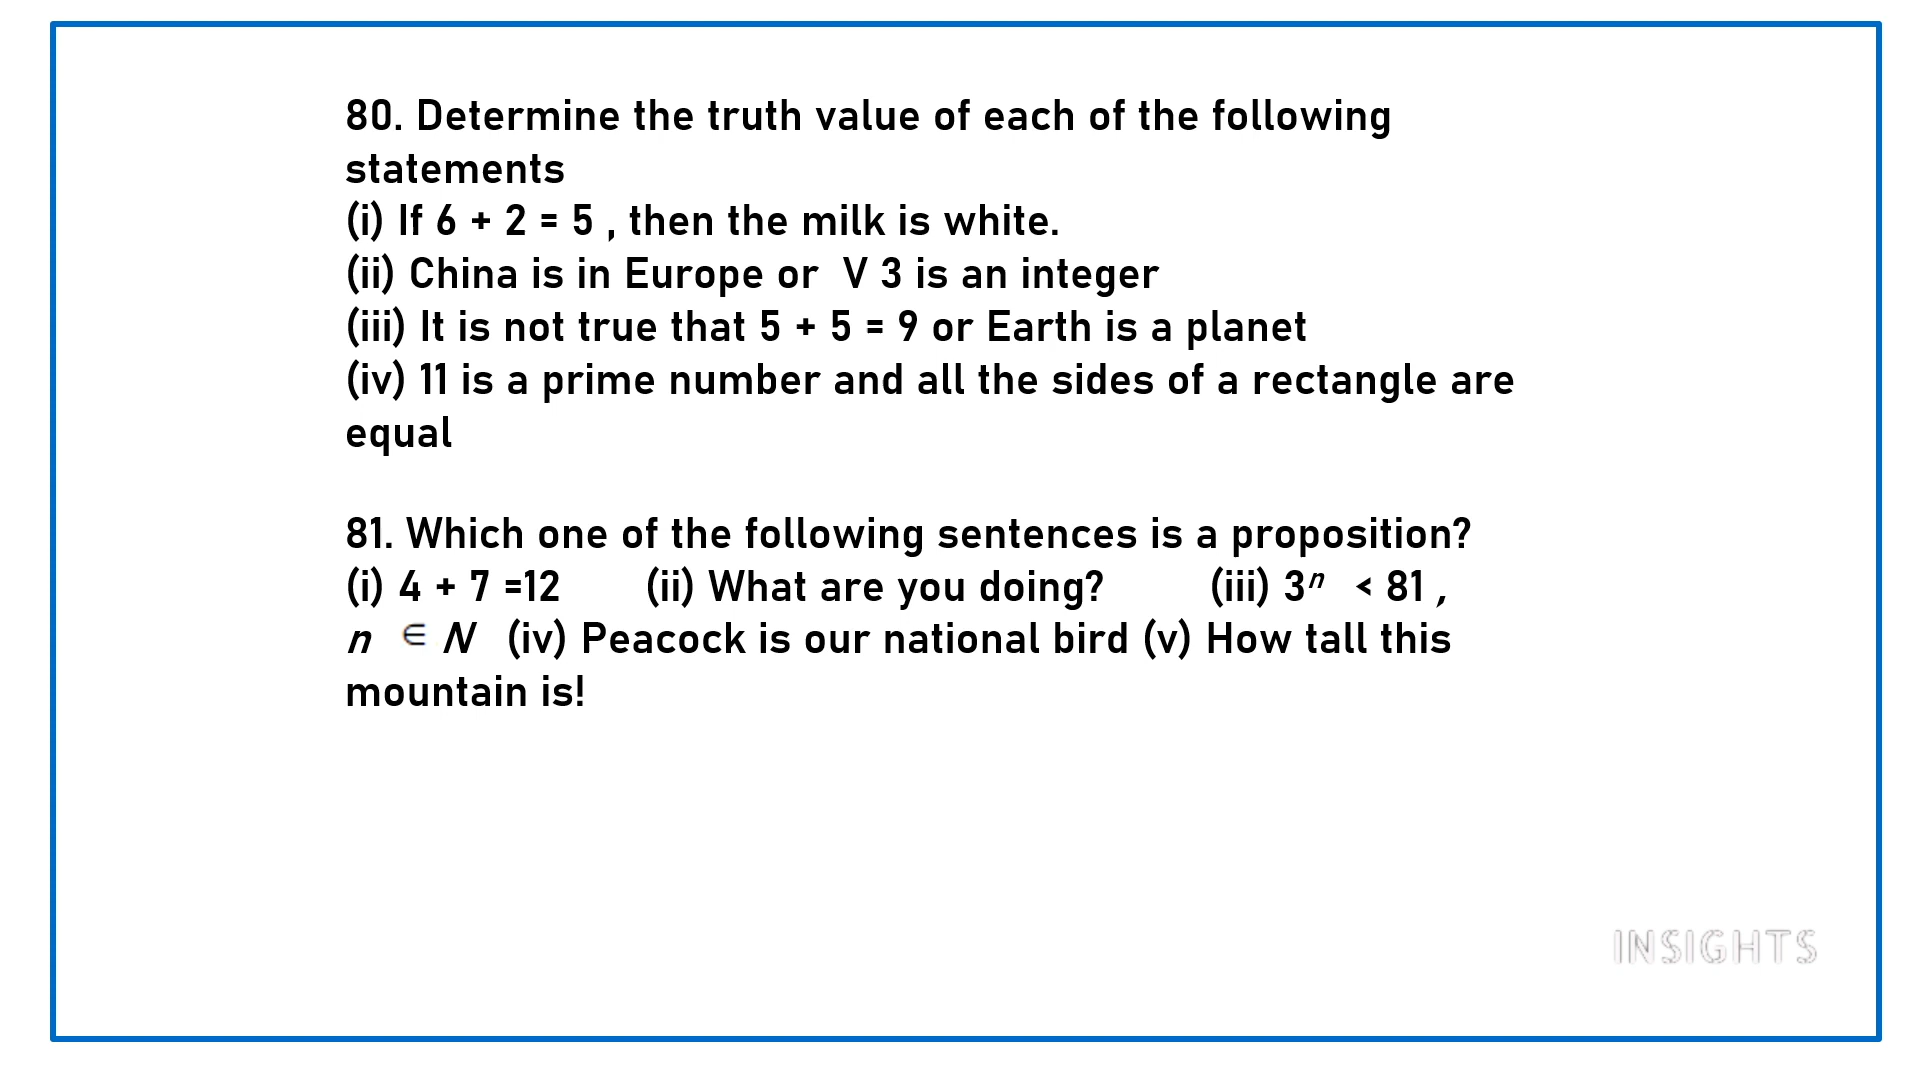 80. Determine the truth value of each of the following
statements
(i) If 6 + 2 = 5 , then the milk is white.
(ii) China is in Europe or V 3 is an integer
(iii) It is not true that 5 + 5 = 9 or Earth is a planet
(iv) 11 is a prime number and all the sides of a rectangle are
equal
81. Which one of the following sentences is a proposition?
(i) 4 + 7 =12 (ii) What are you doing? (iii) 3ⁿ < 81 ,
n ∈ N (iv) Peacock is our national bird (v) How tall this
mountain is!
INSIGHTS